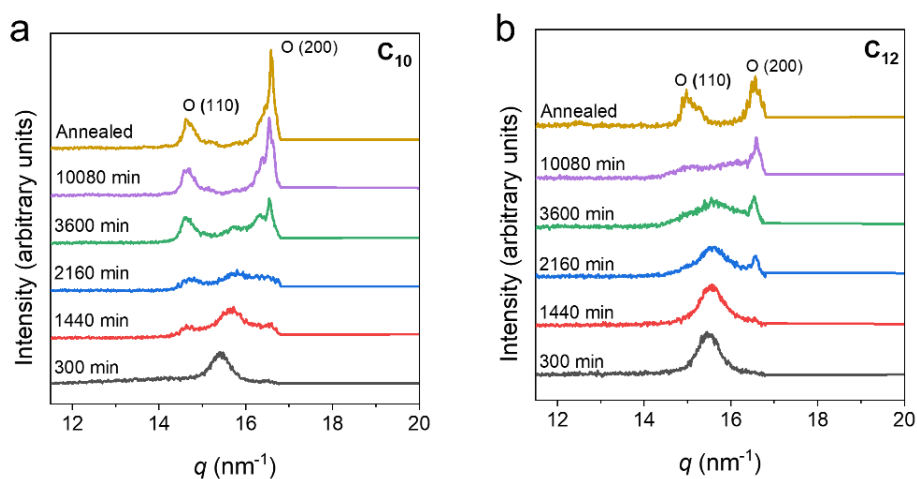 a
C₁₀
O (200)
O (110)
Annealed
10080 min
3600 min
2160 min
1440 min
300 min
Intensity (arbitrary units)
12 14 16 18 20
q (nm⁻¹)
b
C₁₂
O (110)
O (200)
Annealed
10080 min
3600 min
2160 min
1440 min
300 min
Intensity (arbitrary units)
12 14 16 18 20
q (nm⁻¹)